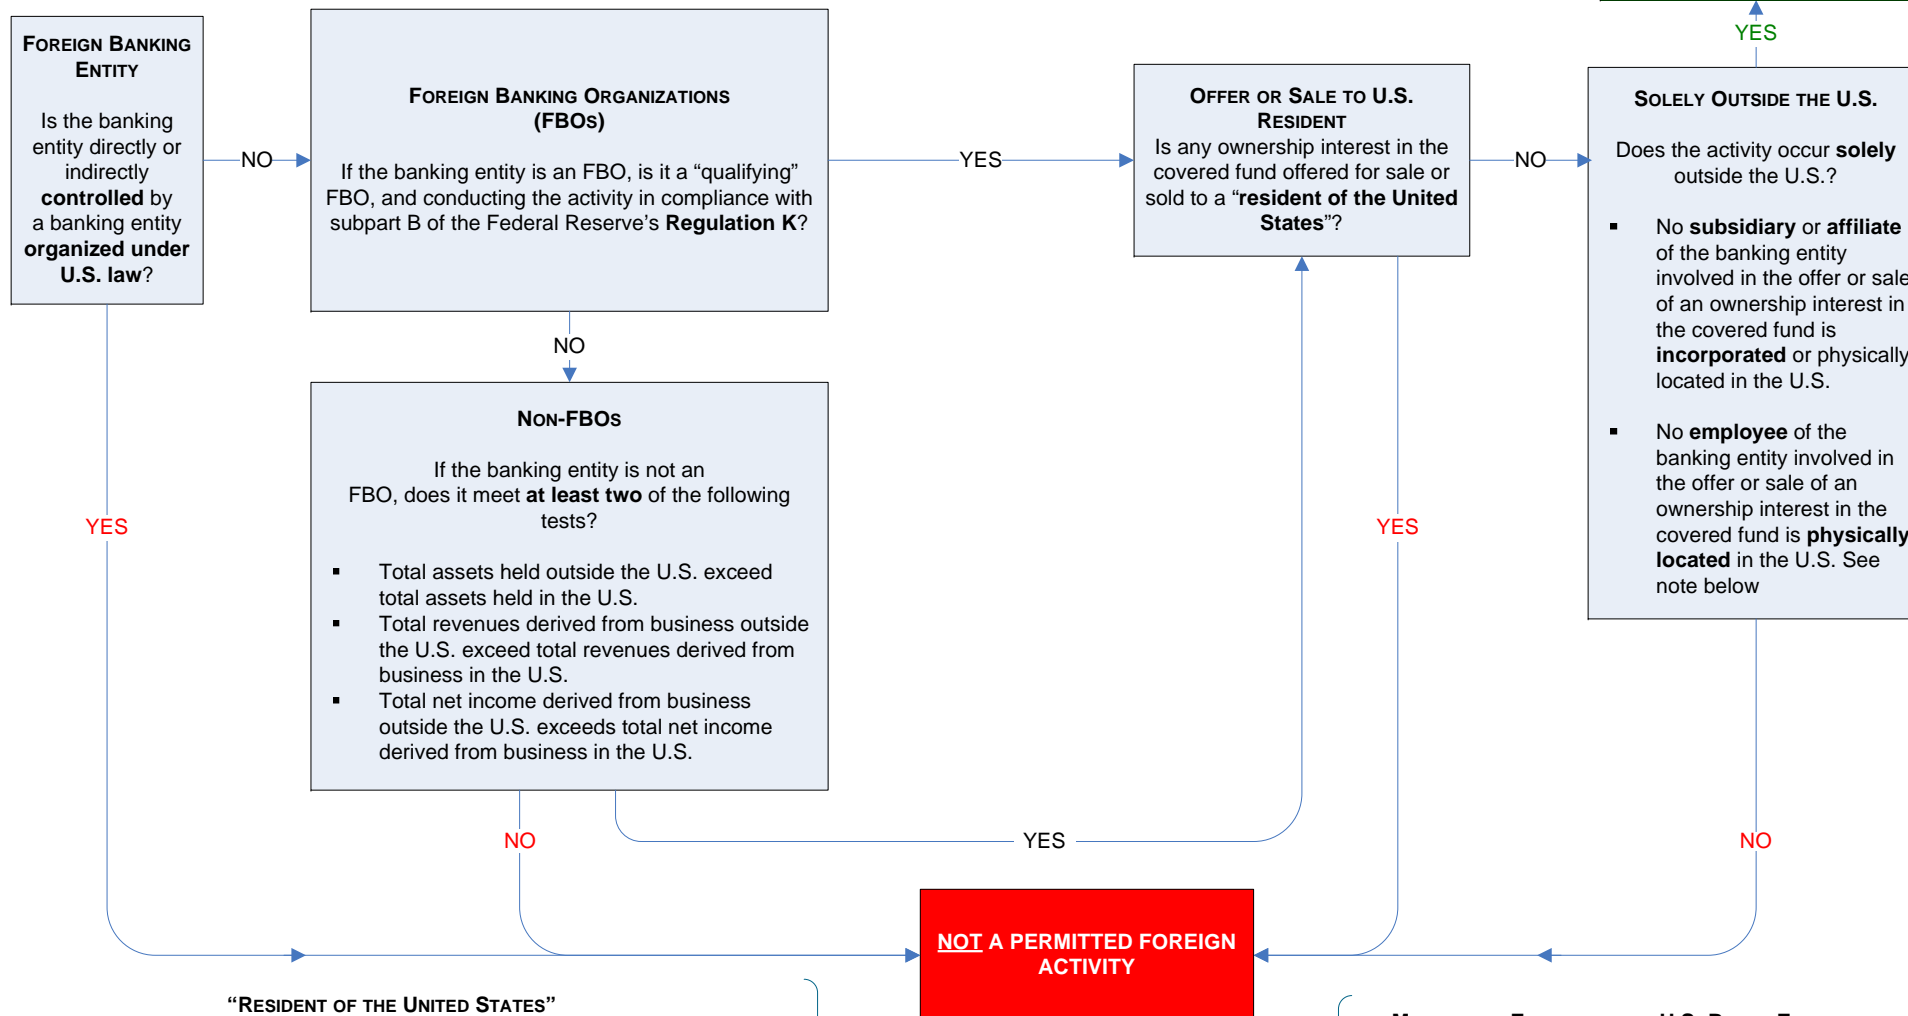 FOREIGN BANKING
ENTITY
Is the banking
entity directly or
indirectly
controlled by
a banking entity
organized under
U.S. law?
NO
FOREIGN BANKING ORGANIZATIONS
(FBOS)
If the banking entity is an FBO, is it a “qualifying”
FBO, and conducting the activity in compliance with
subpart B of the Federal Reserve’s Regulation K?
YES
OFFER OR SALE TO U.S.
RESIDENT
Is any ownership interest in the
covered fund offered for sale or
sold to a “resident of the United
States”?
NO
YES
SOLELY OUTSIDE THE U.S.
Does the activity occur solely
outside the U.S.?
▪ No subsidiary or affiliate
of the banking entity
involved in the offer or sale
of an ownership interest in
the covered fund is
incorporated or physically
located in the U.S.
▪ No employee of the
banking entity involved in
the offer or sale of an
ownership interest in the
covered fund is physically
located in the U.S. See
note below
NO
NON-FBOS
If the banking entity is not an
FBO, does it meet at least two of the following
tests?
▪ Total assets held outside the U.S. exceed
total assets held in the U.S.
▪ Total revenues derived from business outside
the U.S. exceed total revenues derived from
business in the U.S.
▪ Total net income derived from business
outside the U.S. exceeds total net income
derived from business in the U.S.
YES
YES
NO
YES
NO
NOT A PERMITTED FOREIGN
ACTIVITY
“RESIDENT OF THE UNITED STATES”